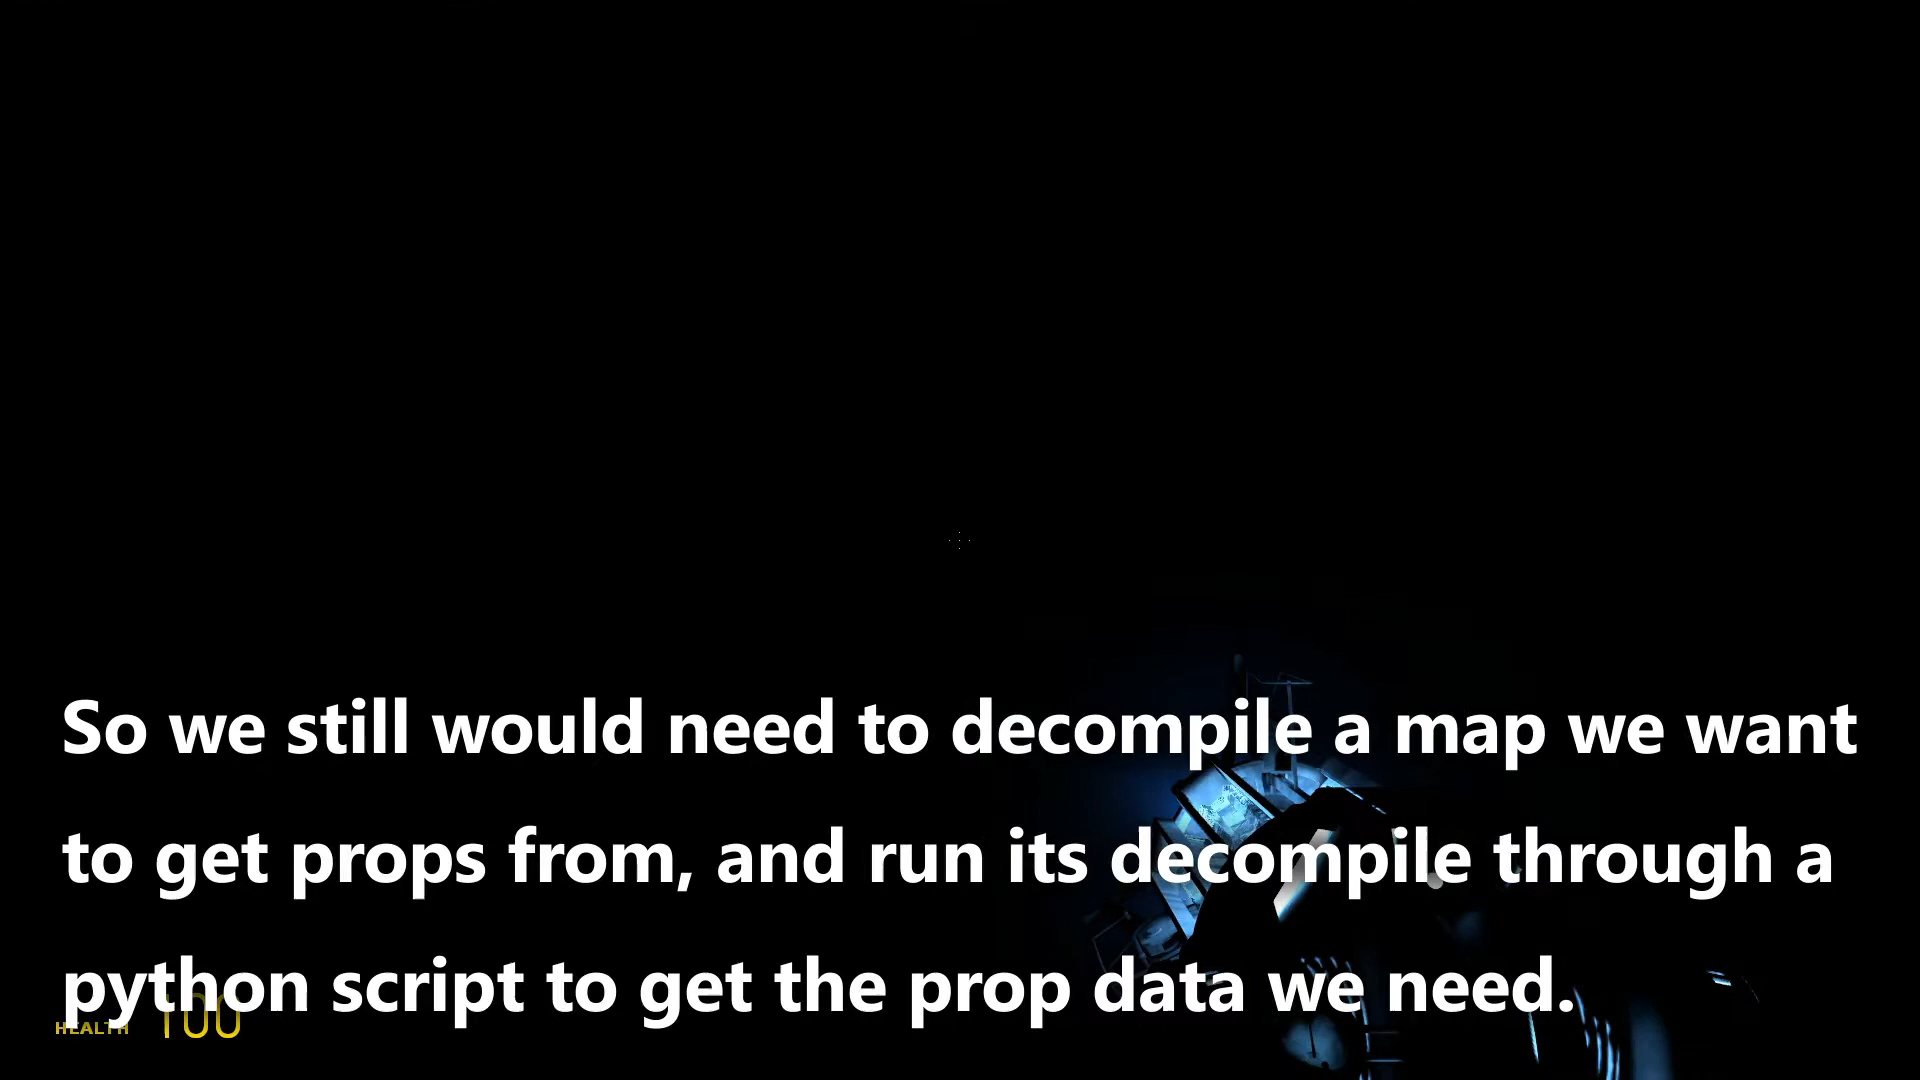 So we still would need to decompile a map we want
to get props from, and run its decompile through a
python script to get the prop data we need.
HEALTH 100